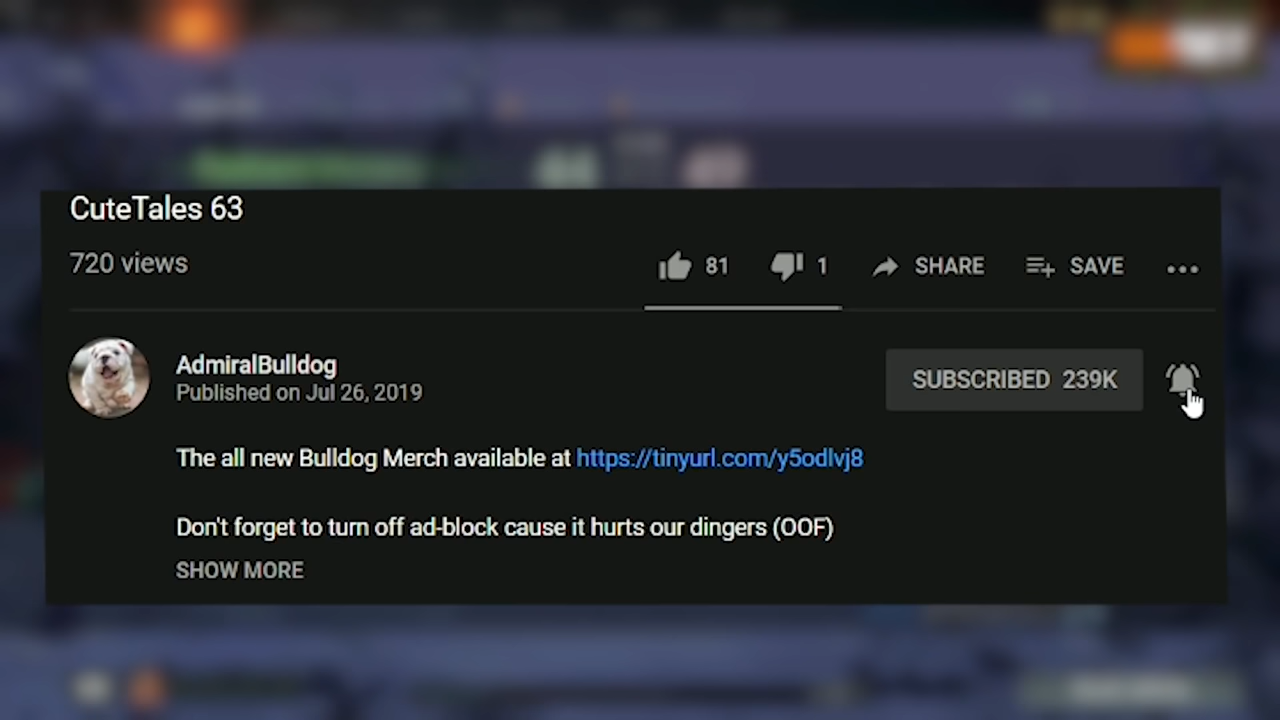 CuteTales 63
720 views
81
1
SHARE
SAVE
AdmiralBulldog
Published on Jul 26, 2019
SUBSCRIBED 239K
The all new Bulldog Merch available at https://tinyurl.com/y5odlvj8
Don't forget to turn off ad-block cause it hurts our dingers (OOF)
SHOW MORE